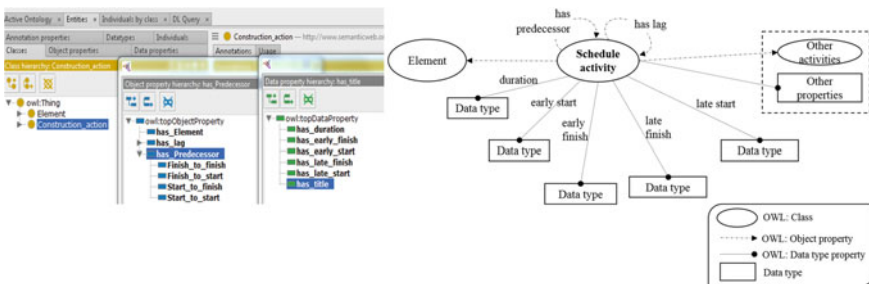 Active Ontology × Entities × Individuals by class × DL Query ×
Annotation properties Datatypes Individuals
Classes Object properties Data properties
Construction_action — http://www.semanticweb.o
Annotations Usage
Class hierarchy: Construction_action
owl:Thing
Element
Construction_action
Object property hierarchy: has_Predecessor
owl:topObjectProperty
has_Element
has_lag
has_Predecessor
Finish_to_finish
Finish_to_start
Start_to_finish
Start_to_start
Data property hierarchy: has_title
owl:topDataProperty
has_duration
has_early_finish
has_early_start
has_late_finish
has_late_start
has_title
has
predecessor
has lag
Element
Schedule
activity
Other
activities
Other
properties
duration
Data type
early start
Data type
early
finish
Data type
late
finish
Data type
late start
Data type
OWL: Class
OWL: Object property
OWL: Data type property
Data type